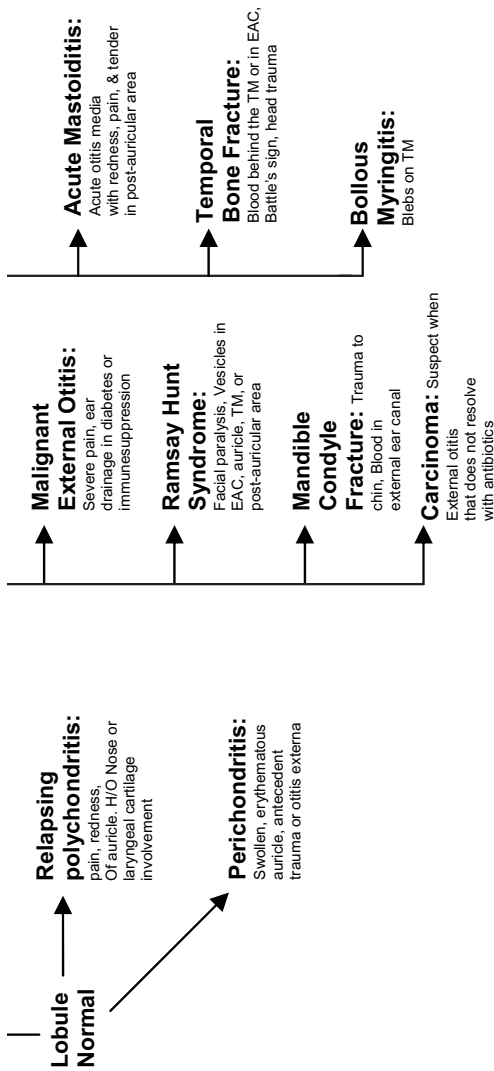 Lobule
Normal
Relapsing
polychondritis:
pain, redness,
Of auricle. H/O Nose or
laryngeal cartilage
involvement
Perichondritis:
Swollen, erythematous
auricle, antecedent
trauma or otitis externa
Malignant
External Otitis:
Severe pain, ear
drainage in diabetes or
immunesuppression
Ramsay Hunt
Syndrome:
Facial paralysis, Vesicles in
EAC, auricle, TM, or
post-auricular area
Mandible
Condyle
Fracture: Trauma to
chin, Blood in
external ear canal
Carcinoma: Suspect when
External otitis
that does not resolve
with antibiotics
Acute Mastoiditis:
Acute otitis media
with redness, pain, & tender
in post-auricular area
Temporal
Bone Fracture:
Blood behind the TM or in EAC,
Battle's sign, head trauma
Bollous
Myringitis:
Blebs on TM